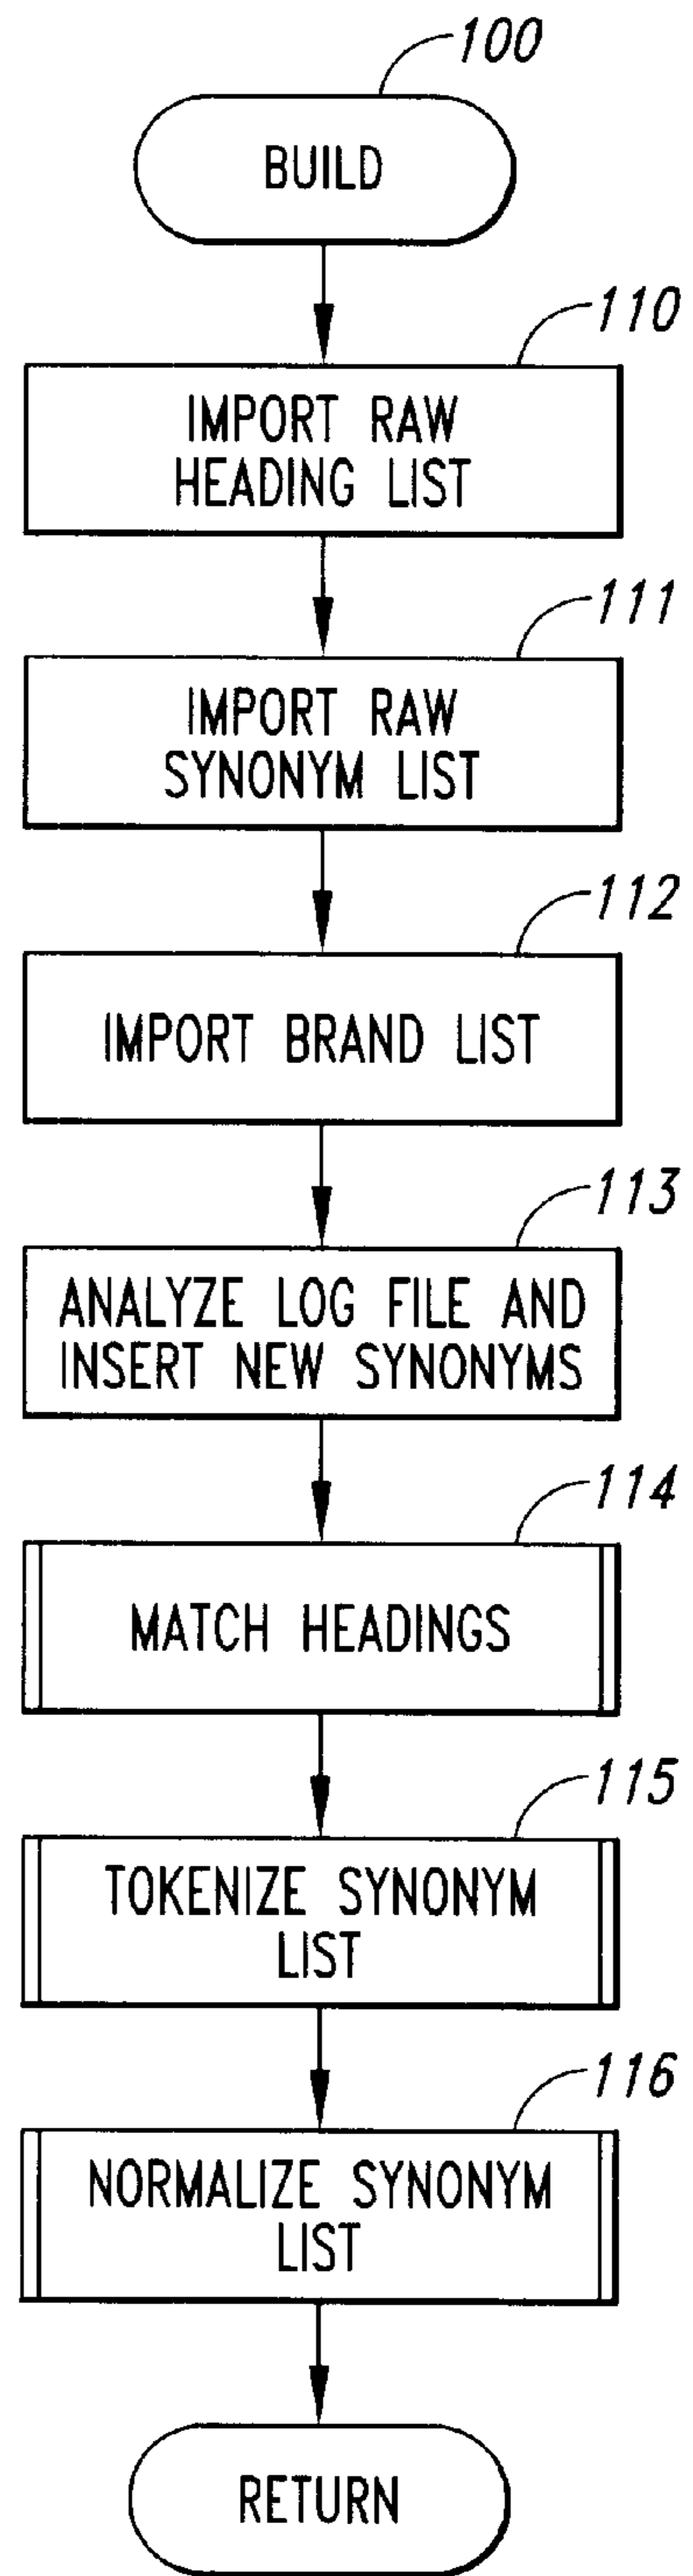 100
BUILD
110
IMPORT RAW
HEADING LIST
111
IMPORT RAW
SYNONYM LIST
112
IMPORT BRAND LIST
113
ANALYZE LOG FILE AND
INSERT NEW SYNONYMS
114
MATCH HEADINGS
115
TOKENIZE SYNONYM
LIST
116
NORMALIZE SYNONYM
LIST
RETURN